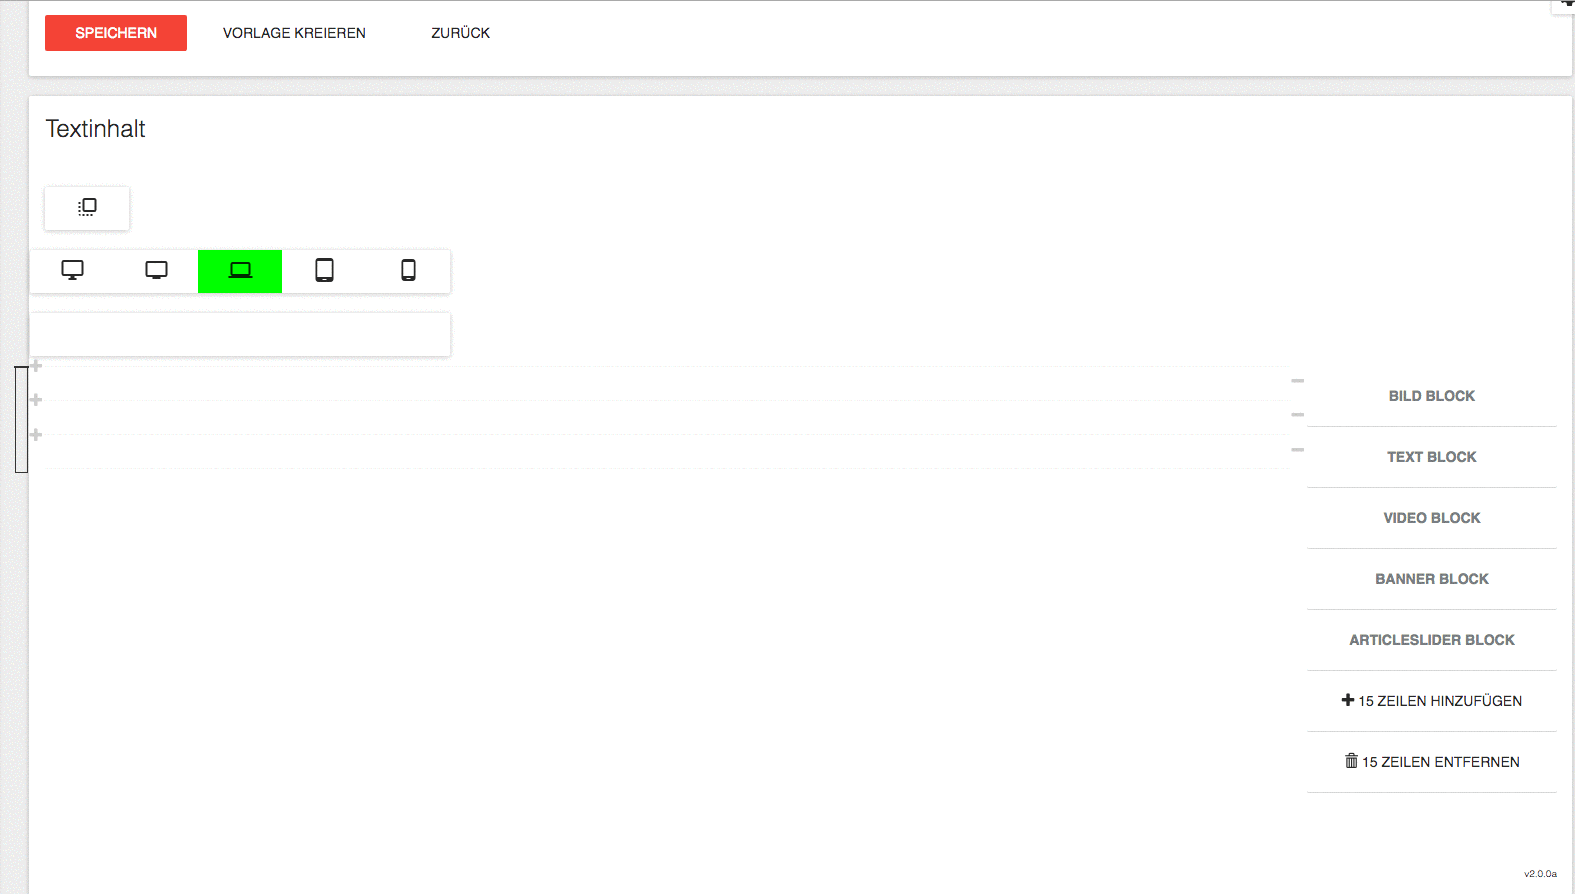 SPEICHERN VORLAGE KREIEREN ZURÜCK
Textinhalt
BILD BLOCK
TEXT BLOCK
VIDEO BLOCK
BANNER BLOCK
ARTICLESLIDER BLOCK
15 ZEILEN HINZUFÜGEN
15 ZEILEN ENTFERNEN
v2.0.0a